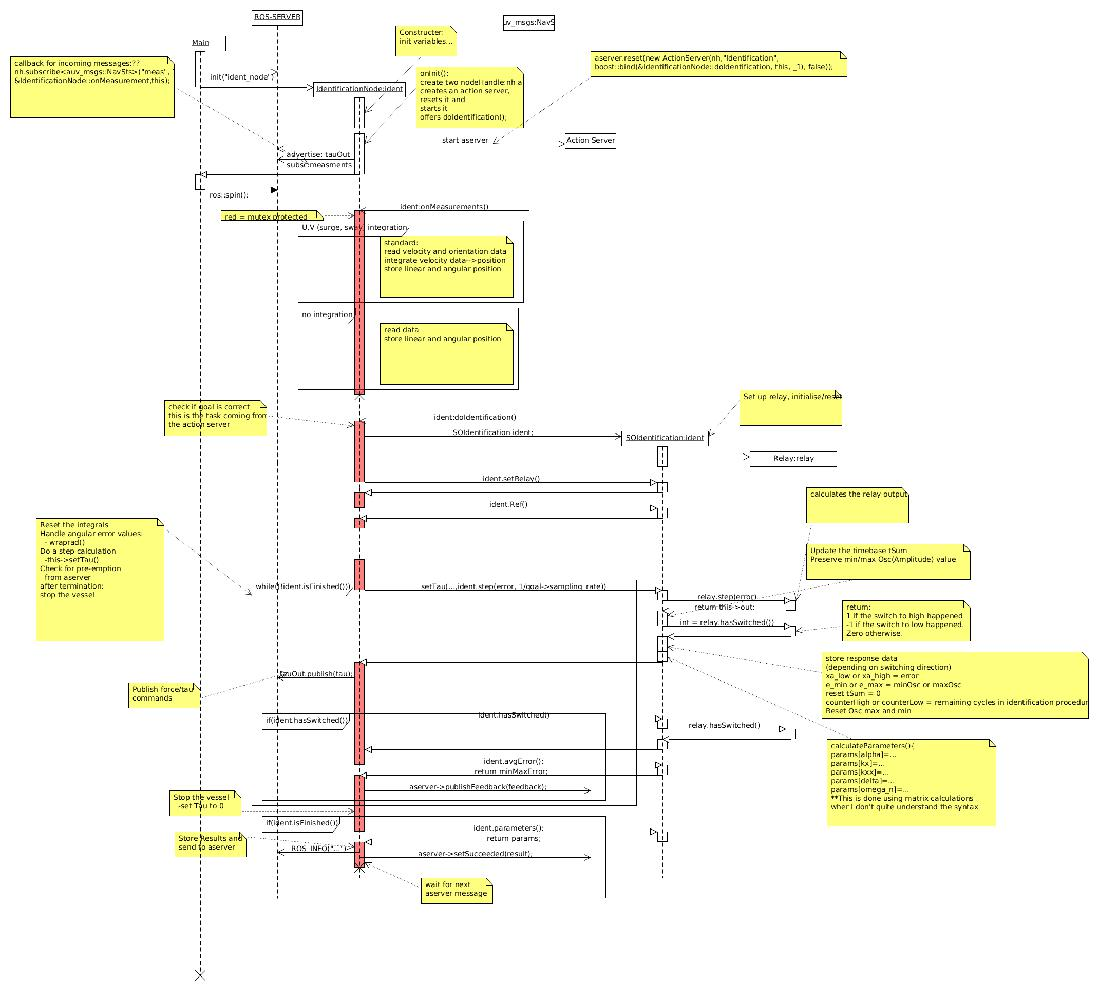 ROS-SERVER
uv_msgs:NavS
Constructer:
init variables...
Main
callback for incoming messages:??
nh.subscribe<auv_msgs::NavSts>("meas",
&IdentificationNode::onMeasurement,this);
aserver.reset(new ActionServer(nh,"Identification",
boost::bind(&IdentificationNode::doIdentification, this, _1), false));
onInit():
create two nodeHandle:nh a
creates an action server,
resets it and
starts it
offers doIdentification();
init("ident_node"
IdentificationNode:ident
start aserver
Action Server
advertise: tauOut
subs: measments
ros::spin();
ident:onMeasurements()
red = mutex protected
U,V (surge, sway, integration
standard:
read velocity and orientation data
integrate velocity data-->position
store linear and angular position
no integration
read data
store linear and angular position
Set up relay, initialise/reset
check if goal is correct
this is the task coming from
the action server
ident:doIdentification()
SOIdentification ident;
SOIdentification:ident
Relay:relay
ident.setRelay()
calculates the relay output
ident.Ref()
Reset the integrals
Handle angular error values:
- wraprad()
Do a step calculation
-this->setTau()
Check for pre-emption
from aserver
after termination:
stop the vessel
Update the timebase tSum
Preserve min/max Osc(Amplitude) value
while(!ident.isFinished()))
setTau(...,ident.step(error, 1/goal->sampling_rate))
relay.step(error)
return this->out;
return:
1 if the switch to high happened.
-1 if the switch to low happened.
Zero otherwise.
int = relay.hasSwitched())
store response data
(depending on switching direction)
xa_low or xa_high = error
e_min or e_max = minOsc or maxOsc
reset tSum = 0
counterHigh or counterLow = remaining cycles in identification procedur
Reset Osc max and min
tauOut.publish(tau);
Publish force/tau
commands
if(ident.hasSwitched())
ident.hasSwitched()
relay.hasSwitched()
calculateParameters(){
params[alpha]=...
params[kx]=...
params[kxx]=...
params[delta]=...
params[omega_n]=...
**This is done using matrix calculations
wher I don't quite understand the syntax
ident.avgError();
return minMaxError;
aserver->publishFeedback(feedback);
Stop the vessel
-set Tau to 0
if(ident.isFinished())
ident.parameters();
Store Results and
send to aserver
return params;
ROS_INFO("...")
aserver->setSucceeded(result);
wait for next
aserver message